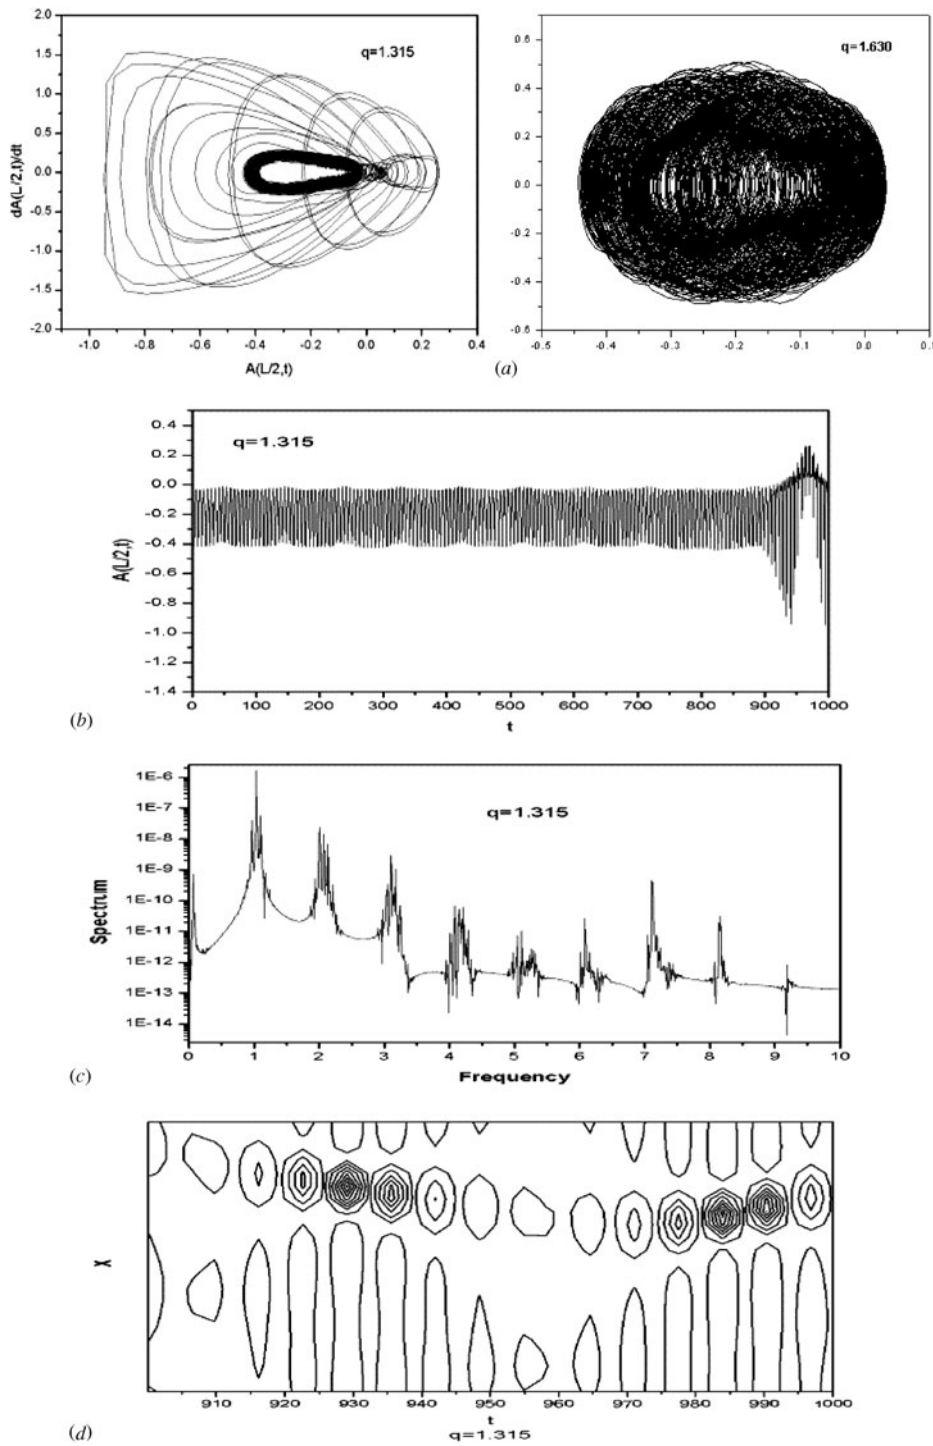 2.0
1.5
1.0
0.5
0.0
-0.5
-1.0
-1.5
-2.0
dA(L/2,t)/dt
q=1.315
-1.0 -0.8 -0.6 -0.4 -0.2 0.0 0.2 0.4
A(L/2,t)
0.6
0.4
0.2
0.0
-0.2
-0.4
-0.6
q=1.630
-0.5 -0.4 -0.3 -0.2 -0.1 0.0 0.1
(a)
0.4
0.2
0.0
-0.2
-0.4
-0.6
-0.8
-1.0
-1.2
-1.4
A(L/2,t)
q=1.315
0 100 200 300 400 500 600 700 800 900 1000
t
(b)
1E-6
1E-7
1E-8
1E-9
1E-10
1E-11
1E-12
1E-13
1E-14
Spectrum
q=1.315
0 1 2 3 4 5 6 7 8 9 10
Frequency
(c)
X
910 920 930 940 950 960 970 980 990 1000
t
q=1.315
(d)